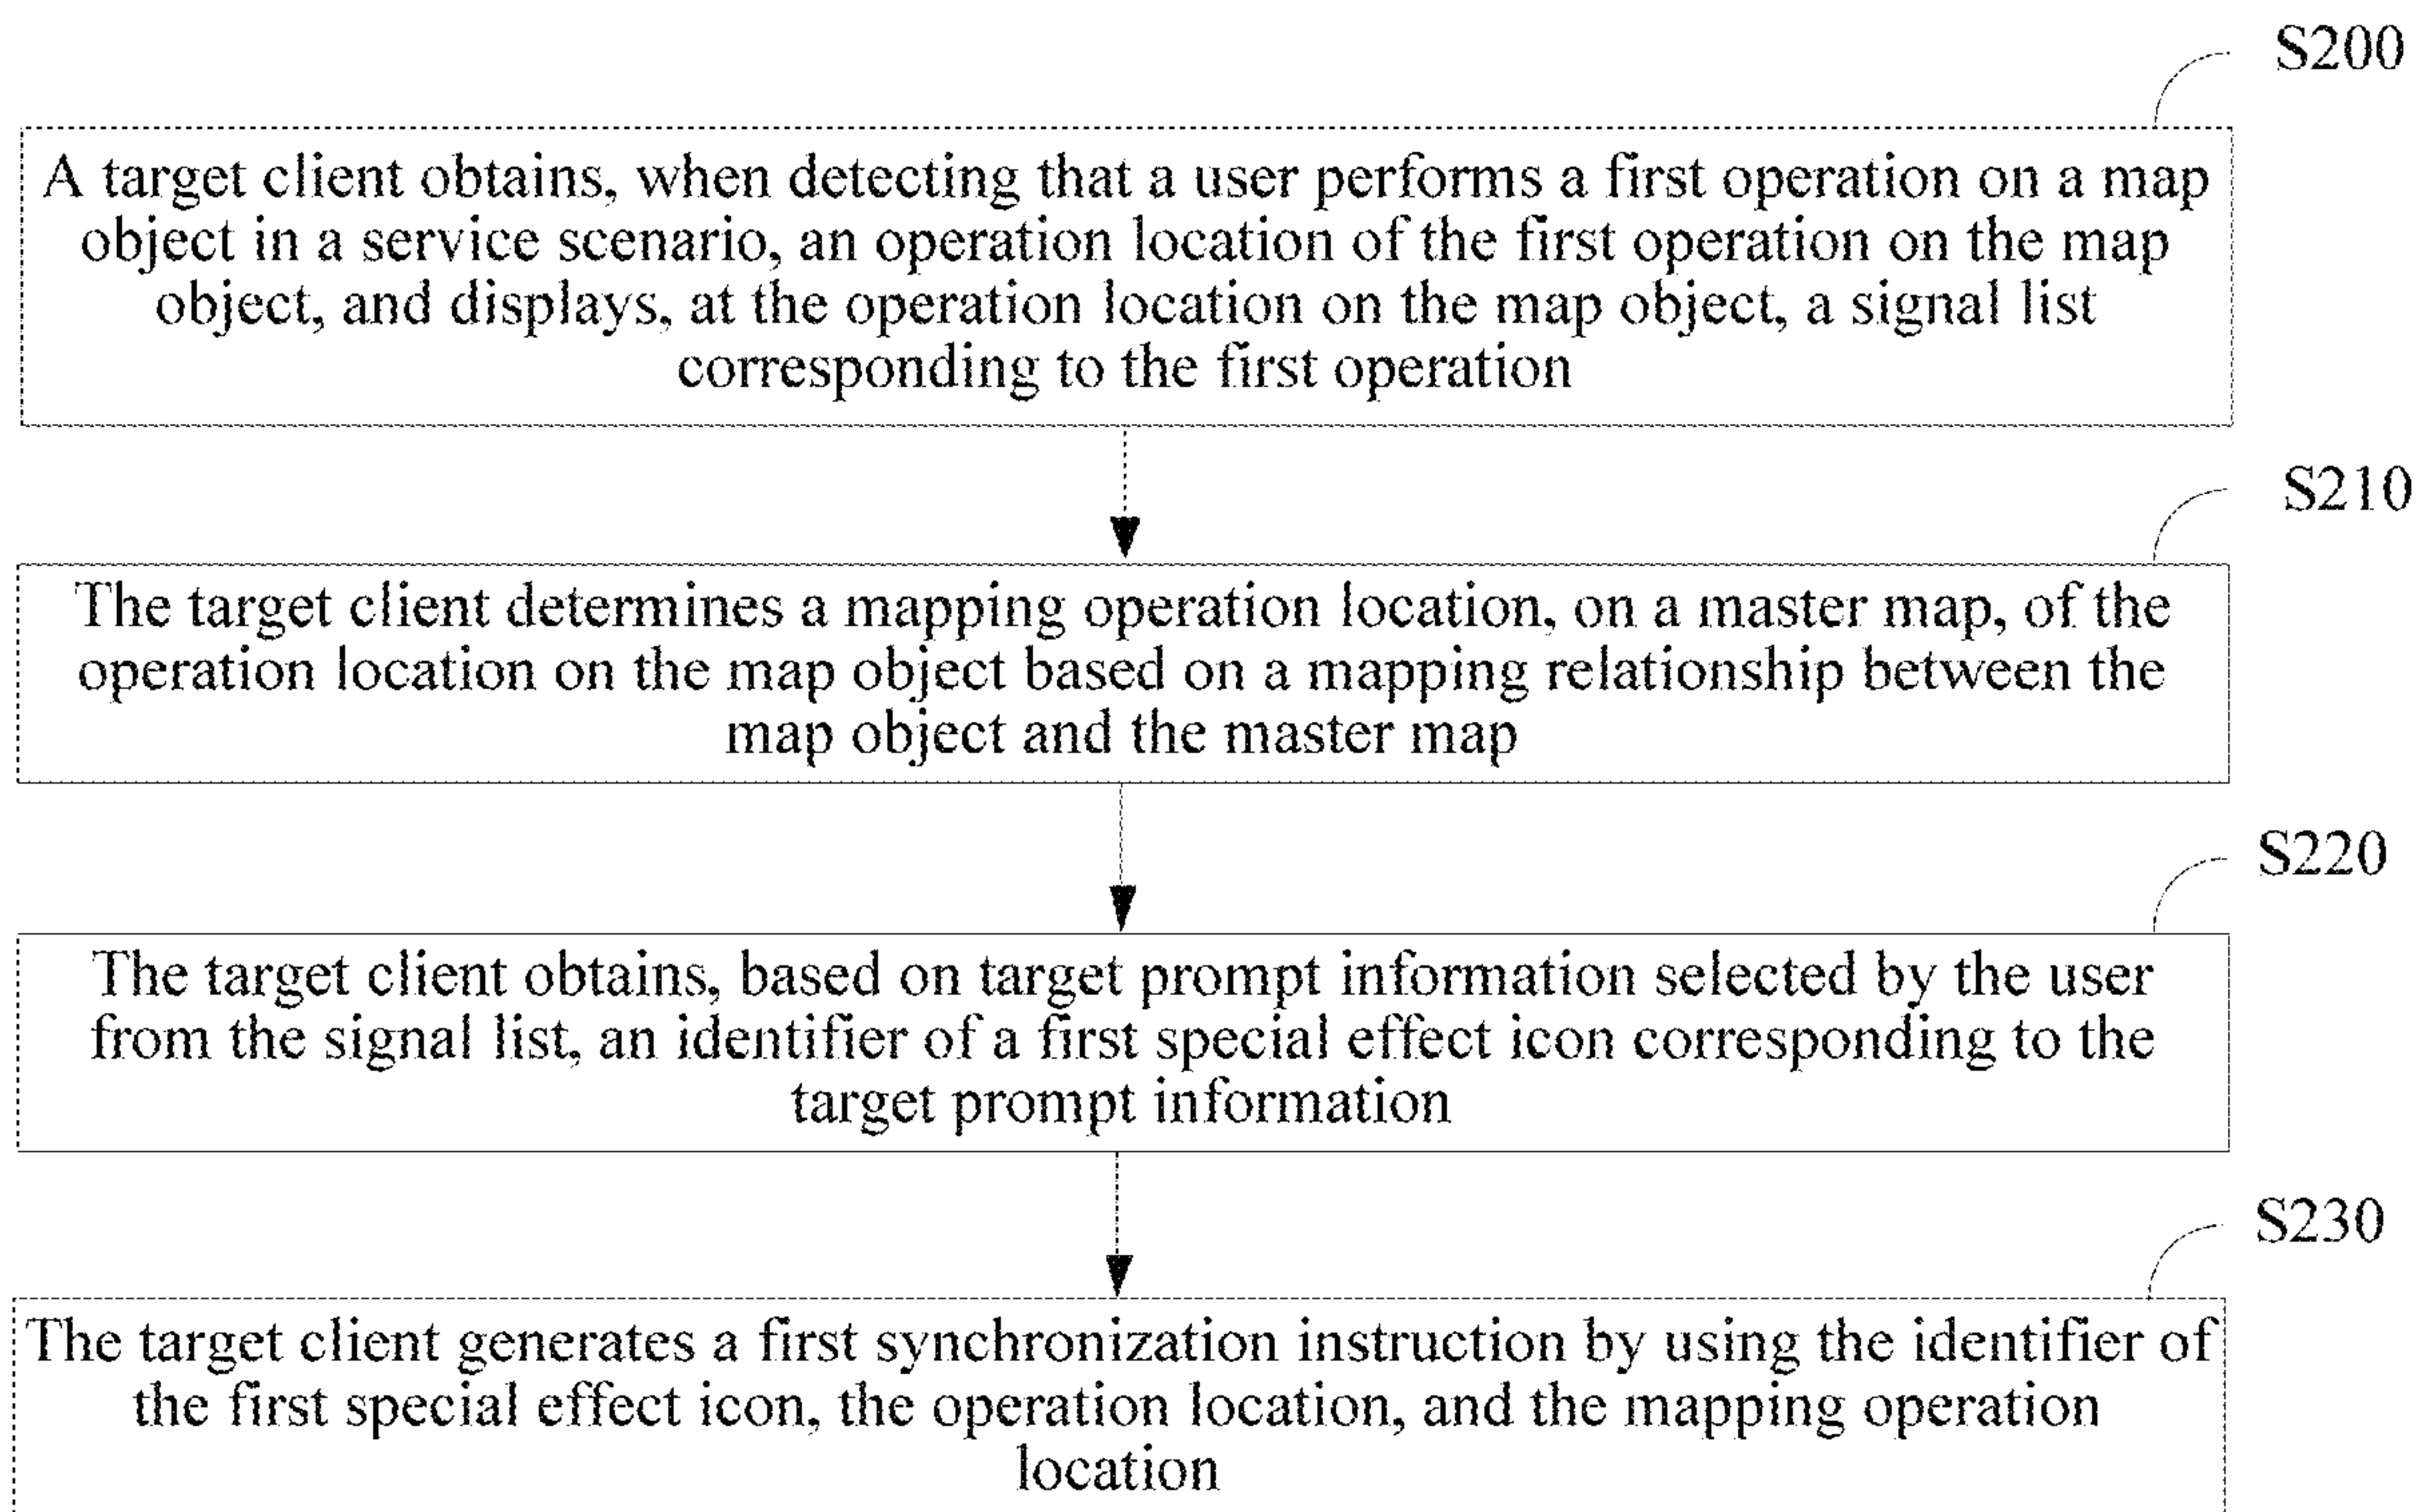 S200
A target client obtains, when detecting that a user performs a first operation on a map
object in a service scenario, an operation location of the first operation on the map
object, and displays, at the operation location on the map object, a signal list
corresponding to the first operation
S210
The target client determines a mapping operation location, on a master map, of the
operation location on the map object based on a mapping relationship between the
map object and the master map
S220
The target client obtains, based on target prompt information selected by the user
from the signal list, an identifier of a first special effect icon corresponding to the
target prompt information
S230
The target client generates a first synchronization instruction by using the identifier of
the first special effect icon, the operation location, and the mapping operation
location